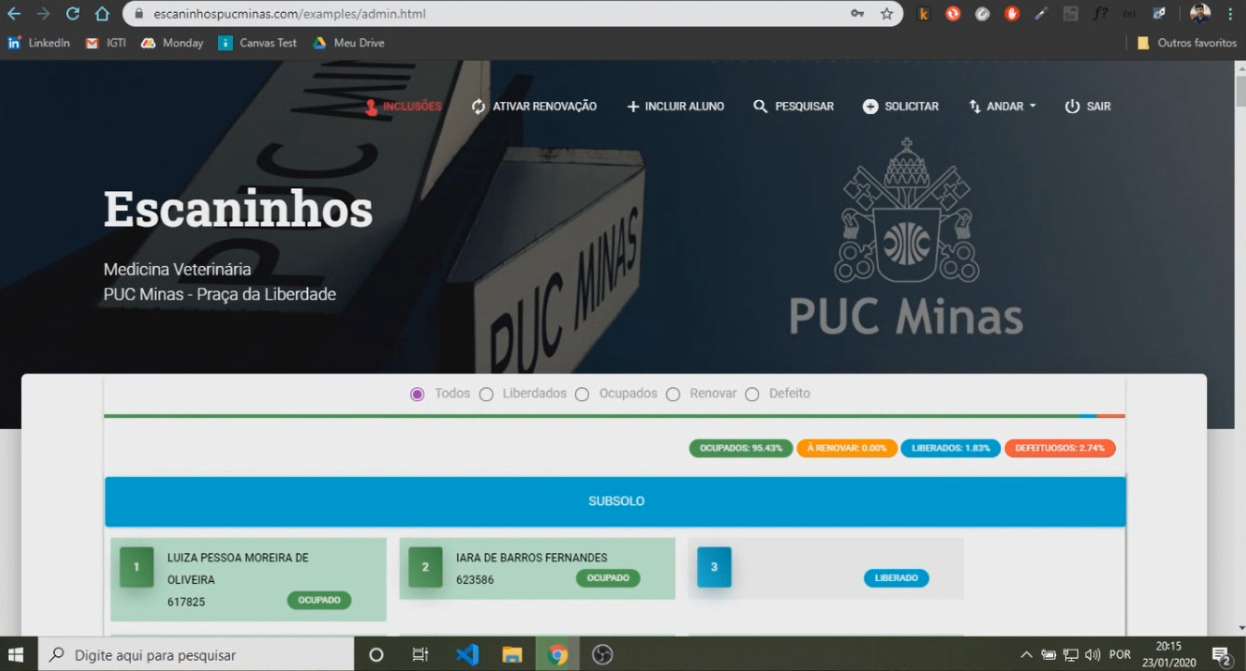 escaninhospucminas.com/examples/admin.html
LinkedIn IGTI Monday Canvas Test Meu Drive Outros favoritos
INCLUSÕES ATIVAR RENOVAÇÃO INCLUIR ALUNO PESQUISAR SOLICITAR ANDAR SAIR
PUC MINAS
Escaninhos
Medicina Veterinária
PUC Minas - Praça da Liberdade
PUC MINAS
PUC Minas
Todos Liberdados Ocupados Renovar Defeito
OCUPADOS: 95.43% À RENOVAR: 0.00% LIBERADOS: 1.83% DEFEITUOSOS: 2.74%
SUBSOLO
1 LUIZA PESSOA MOREIRA DE
OLIVEIRA
617825 OCUPADO
2 IARA DE BARROS FERNANDES
623586 OCUPADO
3 LIBERADO
Digite aqui para pesquisar
POR 20:15
23/01/2020 2